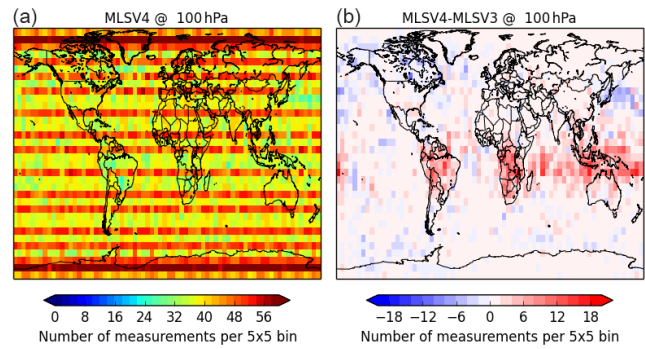 (a) MLSV4 @ 100 hPa
(b) MLSV4-MLSV3 @ 100 hPa
0 8 16 24 32 40 48 56
−18 −12 −6 0 6 12 18
Number of measurements per 5x5 bin
Number of measurements per 5x5 bin